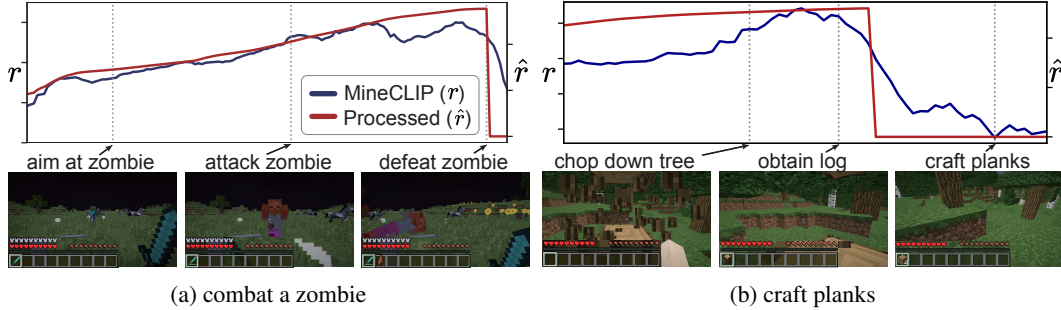 r
MineCLIP (r)
Processed (r̂)
r̂
aim at zombie
attack zombie
defeat zombie
(a) combat a zombie
r
r̂
chop down tree
obtain log
craft planks
(b) craft planks